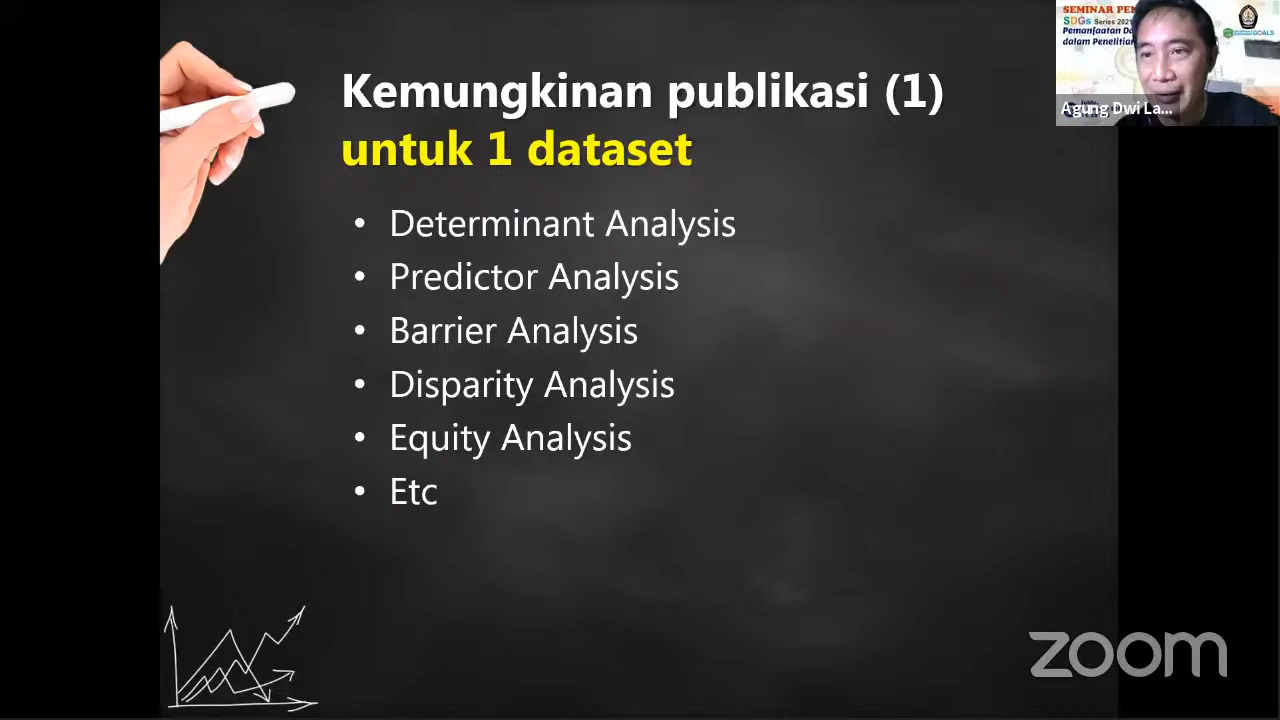 Kemungkinan publikasi (1)
untuk 1 dataset
• Determinant Analysis
• Predictor Analysis
• Barrier Analysis
• Disparity Analysis
• Equity Analysis
• Etc
SEMINAR
SDGs Series 2021
Pemanfaatan
dalam Penelitian
GOALS
Agung Dwi La...
zoom